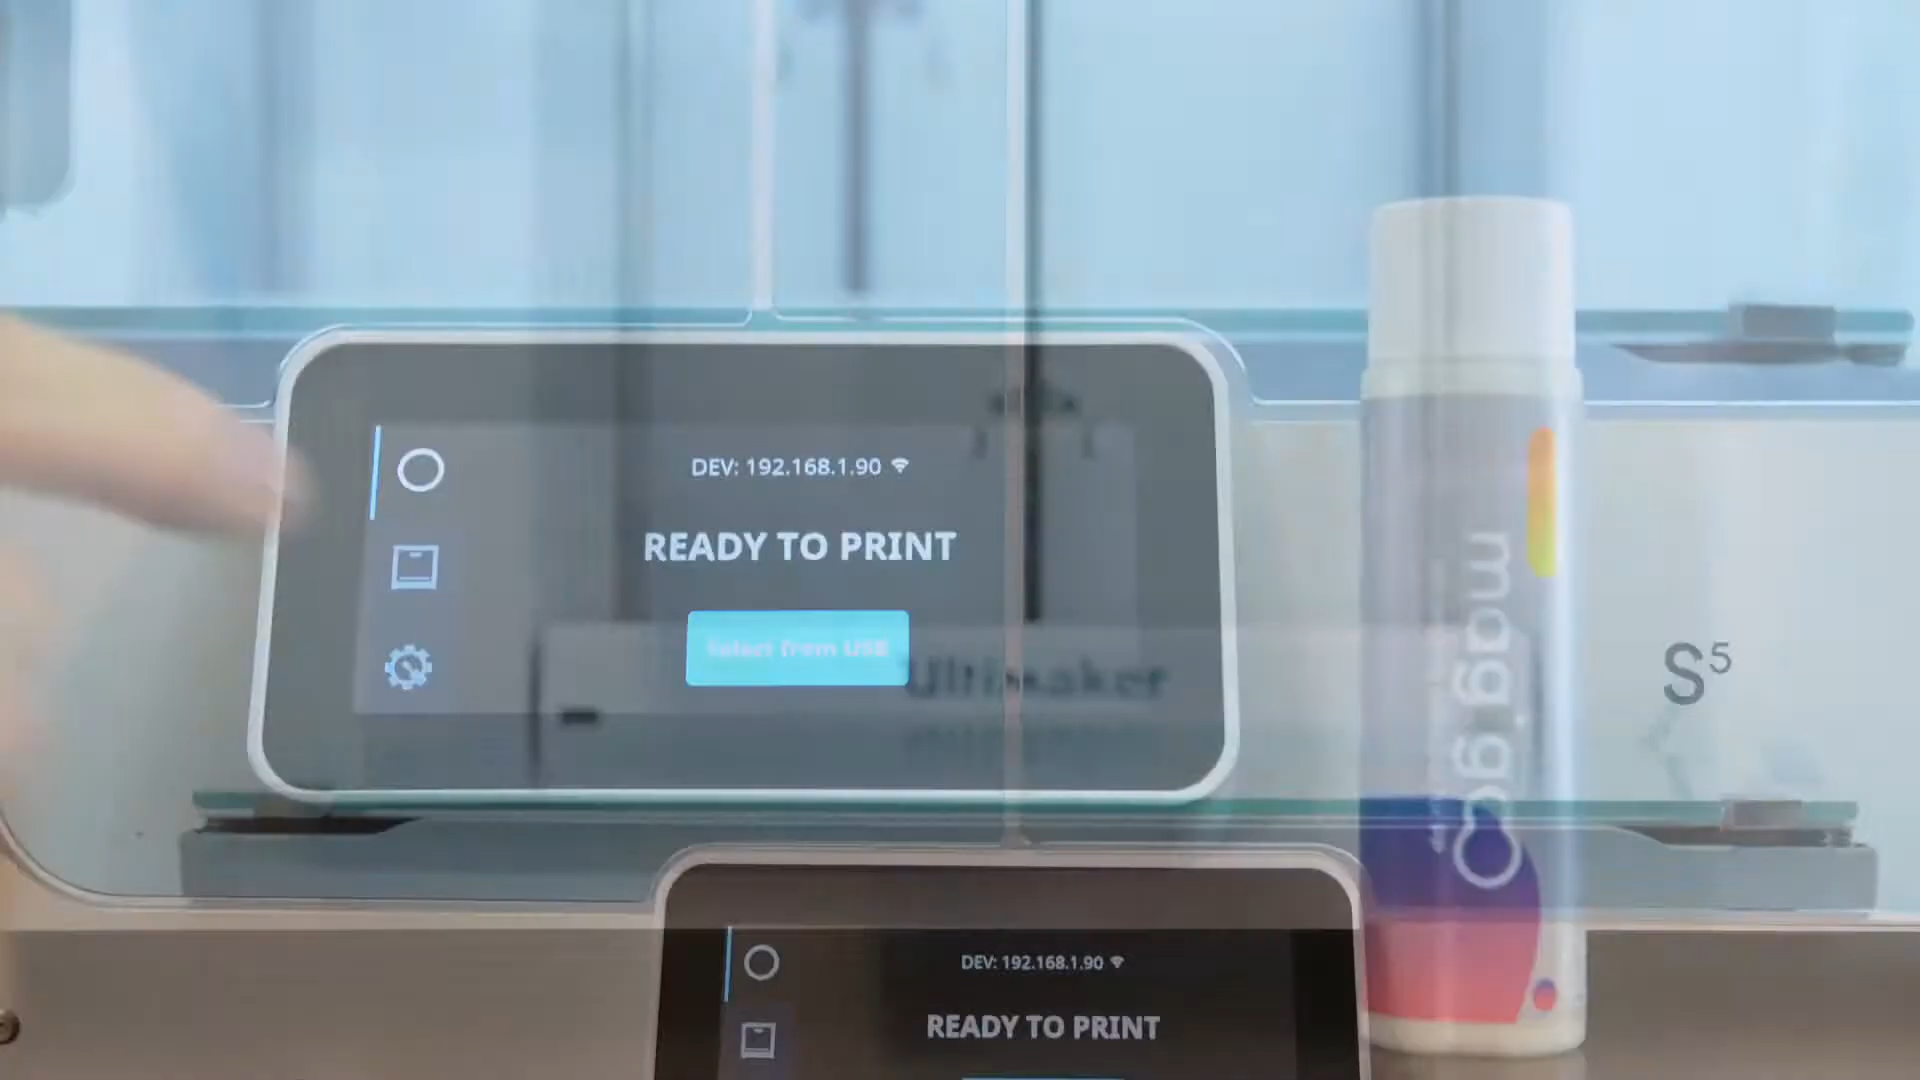 DEV: 192.168.1.90
READY TO PRINT
Select from USB
Ultimaker
magigoo
S5
DEV: 192.168.1.90
READY TO PRINT